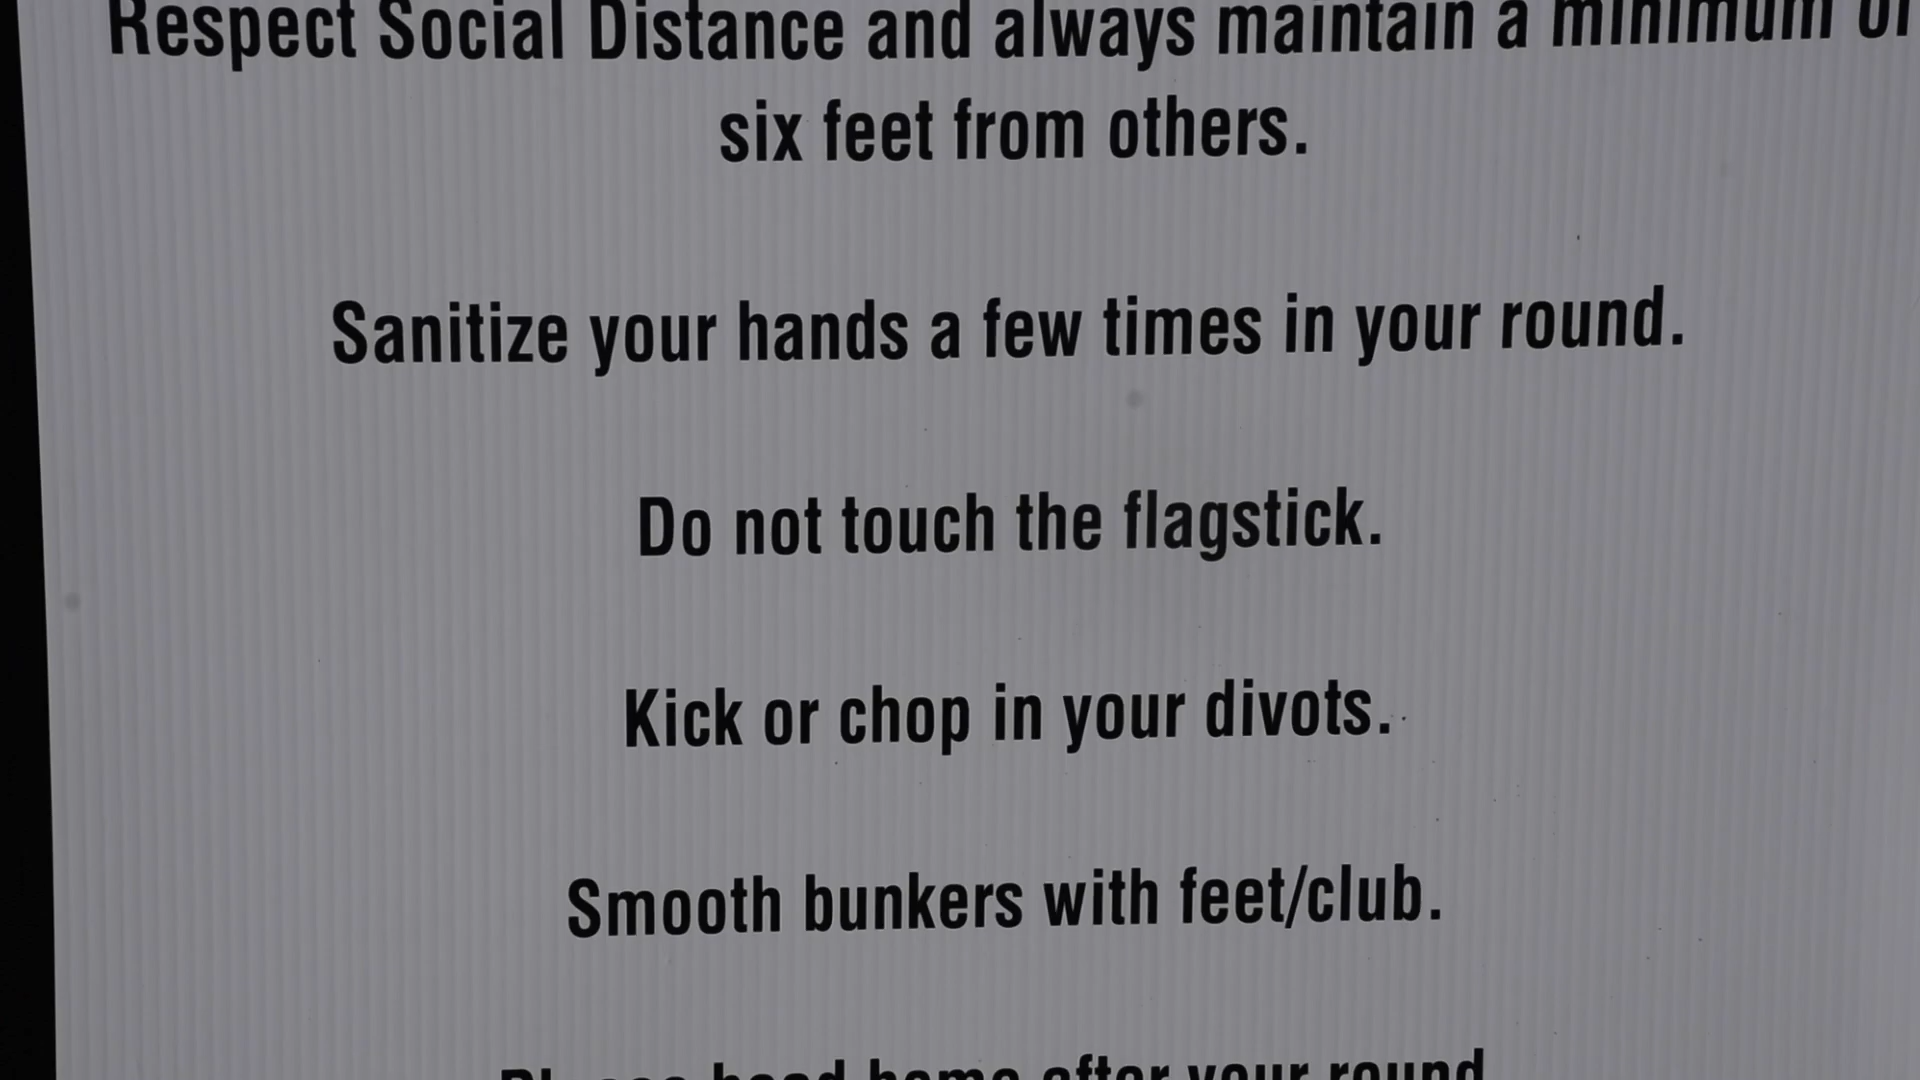 Respect Social Distance and always maintain a minimum of
six feet from others.
Sanitize your hands a few times in your round.
Do not touch the flagstick.
Kick or chop in your divots.
Smooth bunkers with feet/club.
Please head home after your round